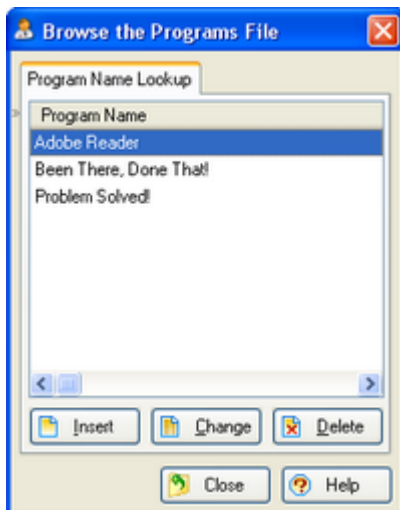 Browse the Programs File
Program Name Lookup
Program Name
Adobe Reader
Been There, Done That!
Problem Solved!
Insert Change Delete
Close Help